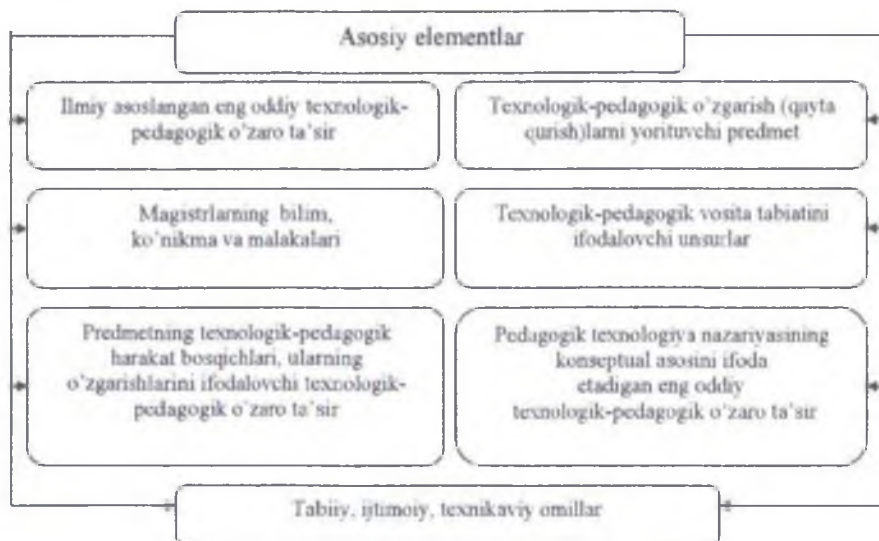 Asosiy elementlar
Ilmiy asoslangan eng oddiy texnologik-
pedagogik o'zaro ta'sir
Texnologik-pedagogik o'zgarish (qayta
qurish)larni yorituvchi predmet
Magistrlarning bilim,
ko'nikma va malakalari
Texnologik-pedagogik vosita tabiatini
ifodalovchi unsurlar
Predmetning texnologik-pedagogik
harakat bosqichlari, ularning
o'zgarishlarini ifodalovchi texnologik-
pedagogik o'zaro ta'sir
Pedagogik texnologiya nazariyasining
konseptual asosini ifoda
etadigan eng oddiy
texnologik-pedagogik o'zaro ta'sir
Tabiiy, ijtimoiy, texnikaviy omillar